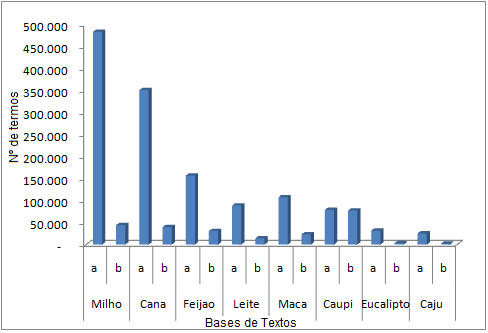 Nº de termos
500.000
450.000
400.000
350.000
300.000
250.000
200.000
150.000
100.000
50.000
-
a b a b a b a b a b a b a b a b
Milho Cana Feijao Leite Maca Caupi Eucalipto Caju
Bases de Textos